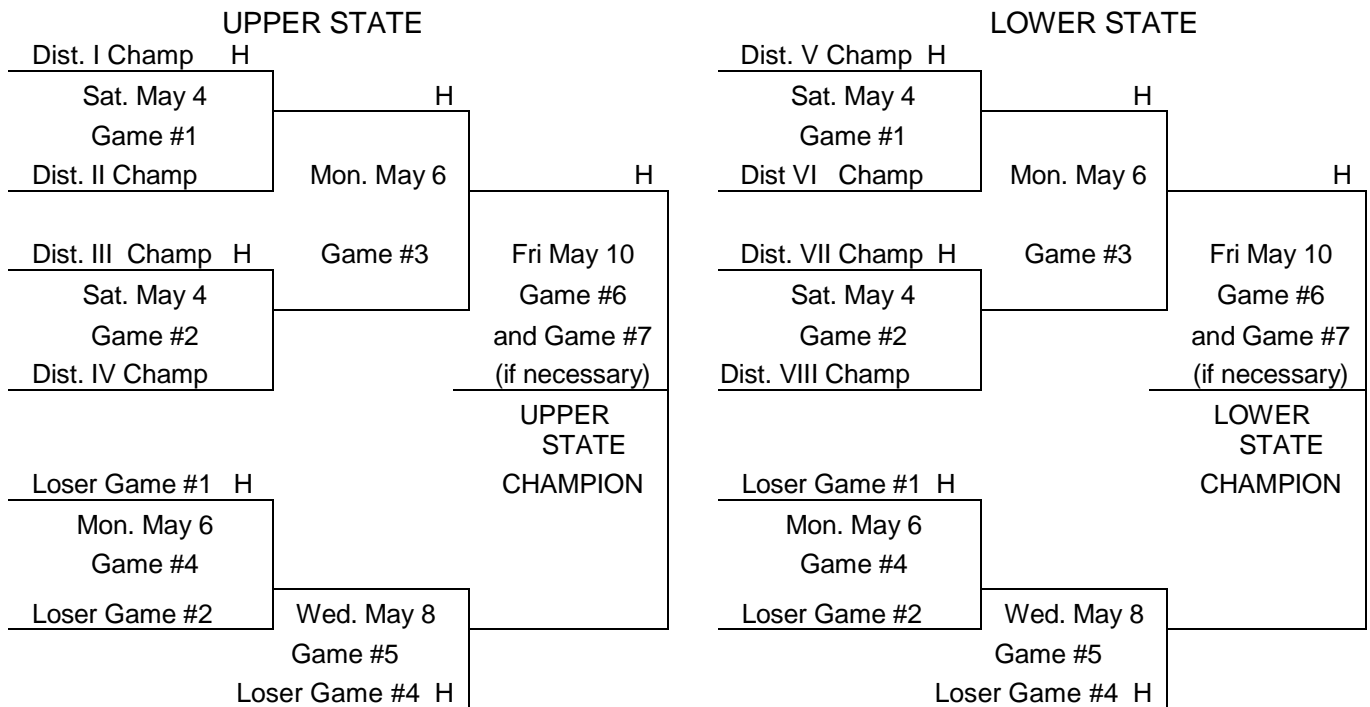 UPPER STATE
Dist. I Champ H
Sat. May 4
H
Game #1
Dist. II Champ
Mon. May 6
H
Dist. III Champ H
Game #3
Fri May 10
Sat. May 4
Game #6
Game #2
and Game #7
Dist. IV Champ
(if necessary)
UPPER
STATE
Loser Game #1 H
CHAMPION
Mon. May 6
Game #4
Loser Game #2
Wed. May 8
Game #5
Loser Game #4 H
LOWER STATE
Dist. V Champ H
Sat. May 4
H
Game #1
Dist VI Champ
Mon. May 6
H
Dist. VII Champ H
Game #3
Fri May 10
Sat. May 4
Game #6
Game #2
and Game #7
Dist. VIII Champ
(if necessary)
LOWER
STATE
Loser Game #1 H
CHAMPION
Mon. May 6
Game #4
Loser Game #2
Wed. May 8
Game #5
Loser Game #4 H